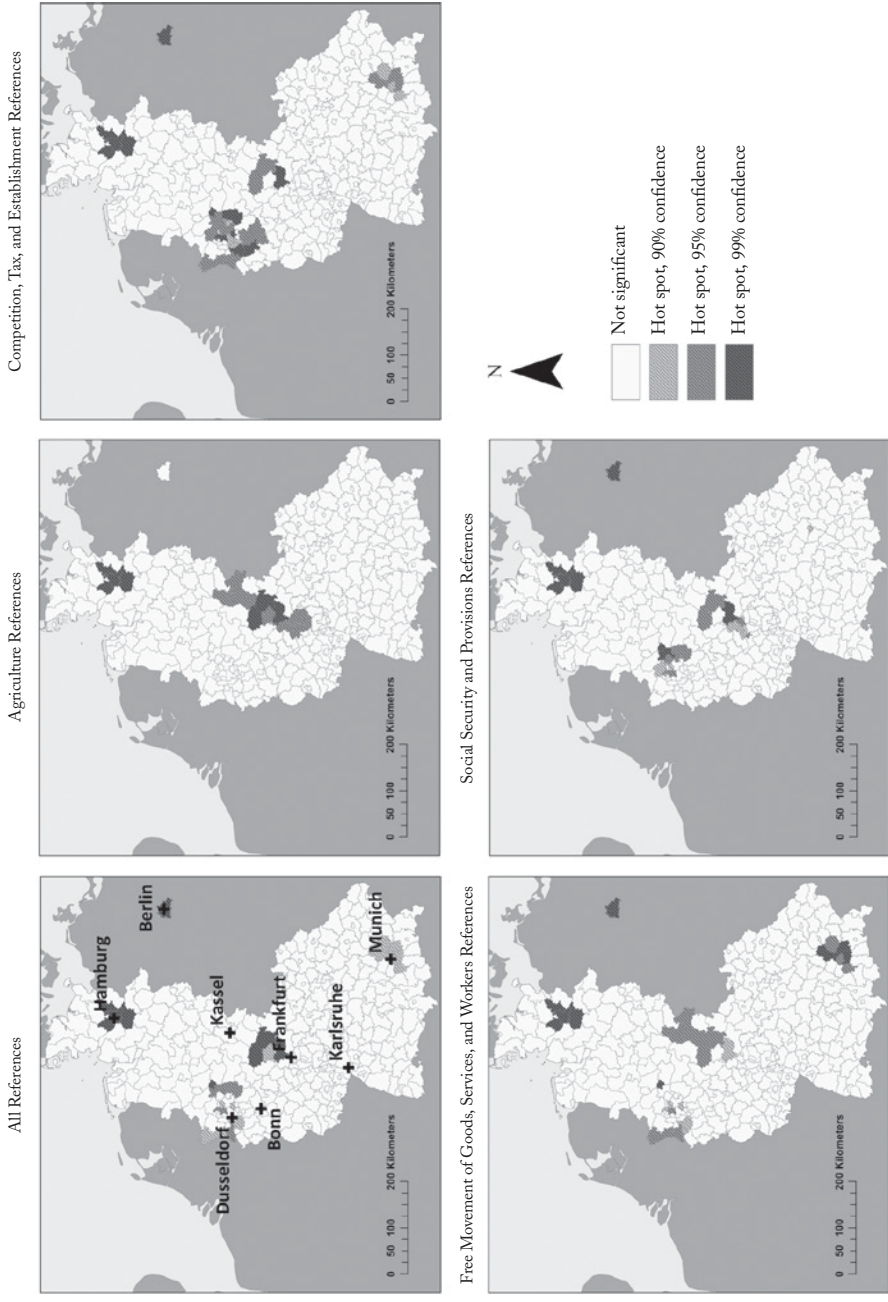 All References
Hamburg
Berlin
Kassel
Dusseldorf
Frankfurt
Bonn
Karlsruhe
Munich
0 50 100 200 Kilometers
Agriculture References
0 50 100 200 Kilometers
Competition, Tax, and Establishment References
0 50 100 200 Kilometers
Free Movement of Goods, Services, and Workers References
0 50 100 200 Kilometers
Social Security and Provisions References
0 50 100 200 Kilometers
N
Not significant
Hot spot, 90% confidence
Hot spot, 95% confidence
Hot spot, 99% confidence